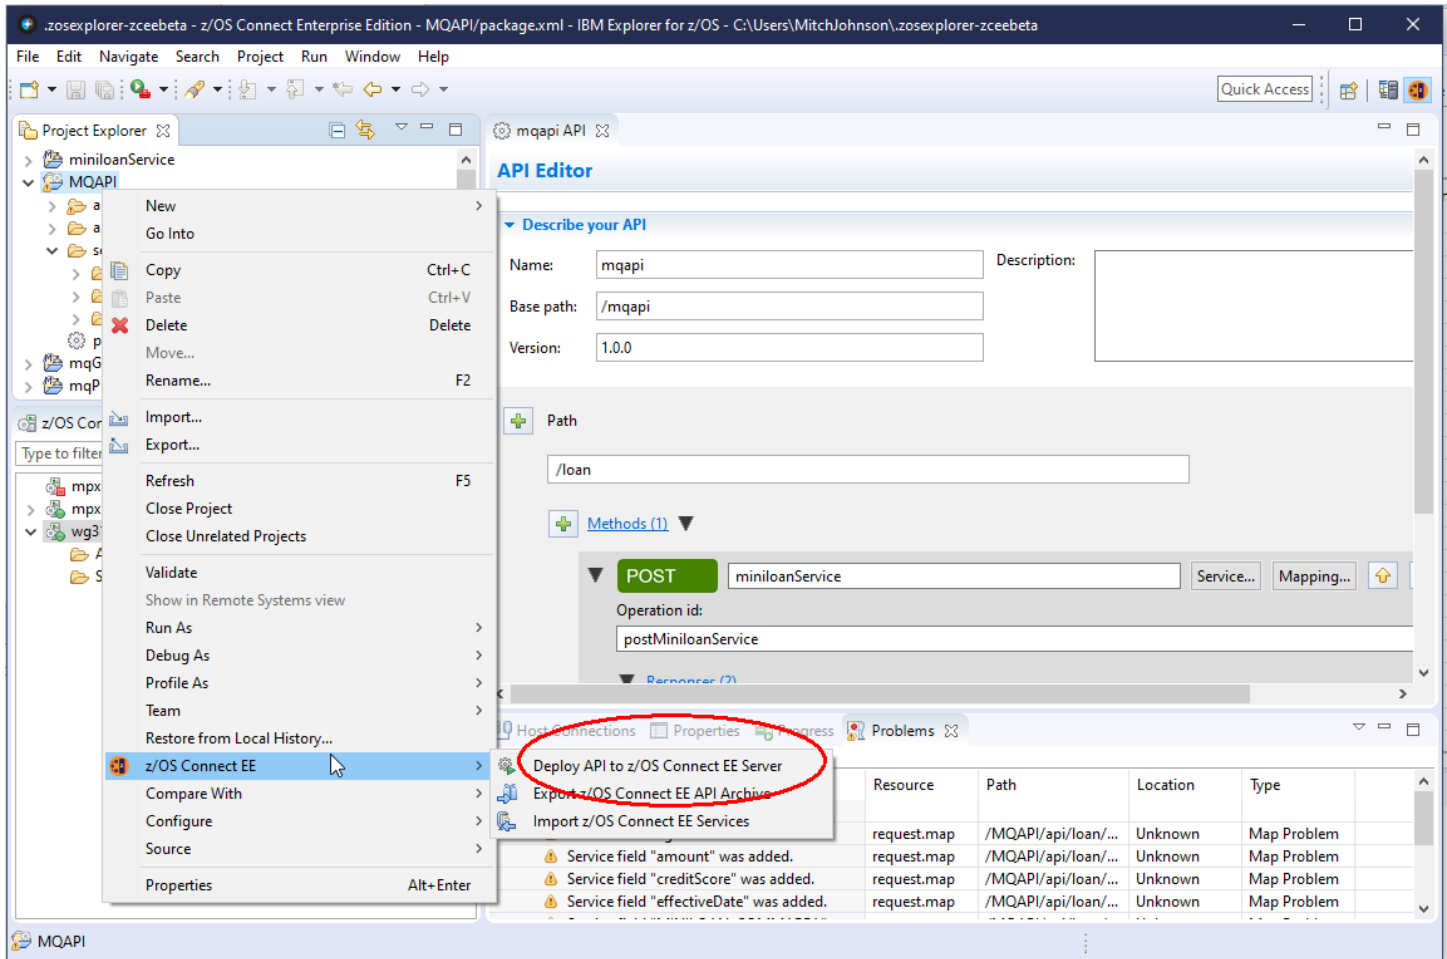 .zosexplorer-zceebeta - z/OS Connect Enterprise Edition - MQAPI/package.xml - IBM Explorer for z/OS - C:\Users\MitchJohnson\.zosexplorer-zceebeta
File Edit Navigate Search Project Run Window Help
Quick Access
Project Explorer
miniloanService
MQAPI
a
a
s
p
mqG
mqP
New
Go Into
Copy Ctrl+C
Paste Ctrl+V
Delete Delete
Move...
Rename... F2
Import...
Export...
Refresh F5
Close Project
Close Unrelated Projects
Validate
Show in Remote Systems view
Run As
Debug As
Profile As
Team
Restore from Local History...
z/OS Connect EE
Compare With
Configure
Source
Properties Alt+Enter
Deploy API to z/OS Connect EE Server
Export z/OS Connect EE API Archive
Import z/OS Connect EE Services
z/OS Con
Type to filter
mpx
mpx
wg3
A
S
mqapi API
API Editor
Describe your API
Name: mqapi
Description:
Base path: /mqapi
Version: 1.0.0
Path
/loan
Methods (1)
POST miniloanService Service... Mapping...
Operation id:
postMiniloanService
Responses (2)
Host Connections Properties Progress Problems
Resource Path Location Type
request.map /MQAPI/api/loan/... Unknown Map Problem
Service field "amount" was added. request.map /MQAPI/api/loan/... Unknown Map Problem
Service field "creditScore" was added. request.map /MQAPI/api/loan/... Unknown Map Problem
Service field "effectiveDate" was added. request.map /MQAPI/api/loan/... Unknown Map Problem
MQAPI